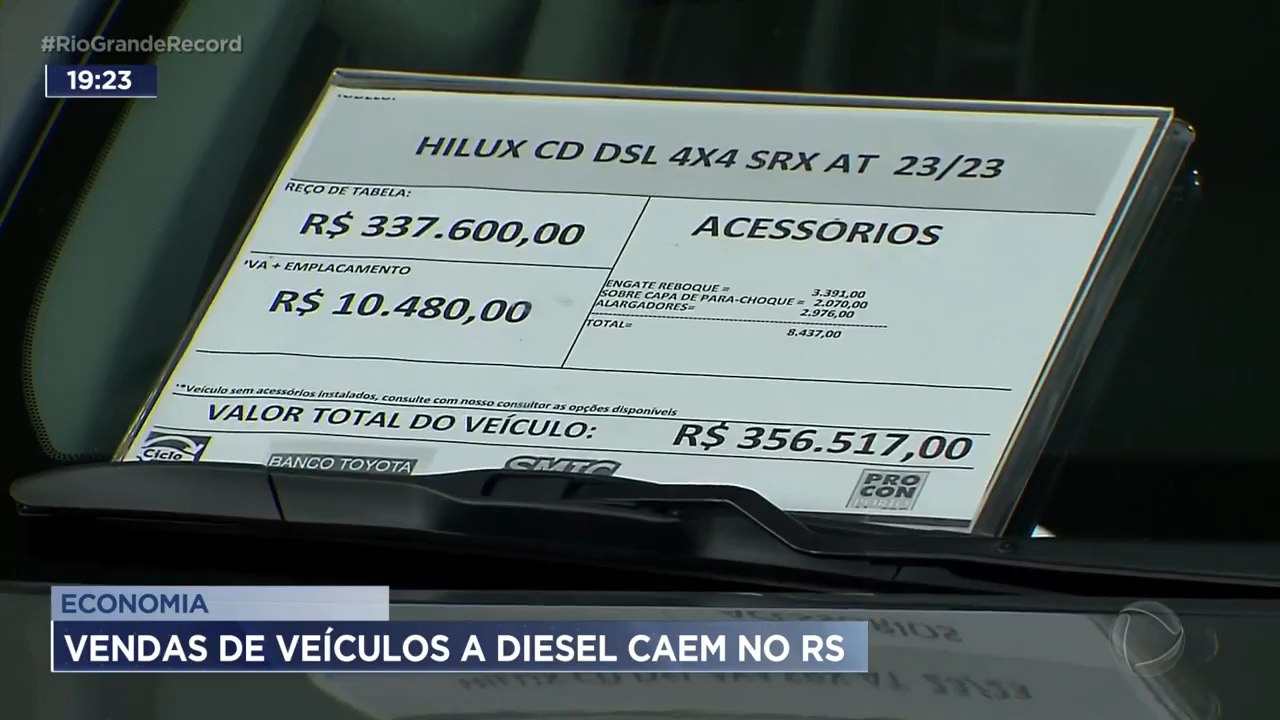 #RioGrandeRecord
19:23
HILUX CD DSL 4X4 SRX AT 23/23
REÇO DE TABELA:
R$ 337.600,00
'VA + EMPLACAMENTO
R$ 10.480,00
ACESSÓRIOS
ENGATE REBOQUE = 3.391,00
SOBRE CAPA DE PARA-CHOQUE = 2.070,00
ALARGADORES= 2.976,00
TOTAL= 8.437,00
'*Veículo sem acessórios instalados, consulte com nosso consultor as opções disponíveis
VALOR TOTAL DO VEÍCULO: R$ 356.517,00
Ciclo
BANCO TOYOTA
SMIC
PRO
CON
ECONOMIA
VENDAS DE VEÍCULOS A DIESEL CAEM NO RS